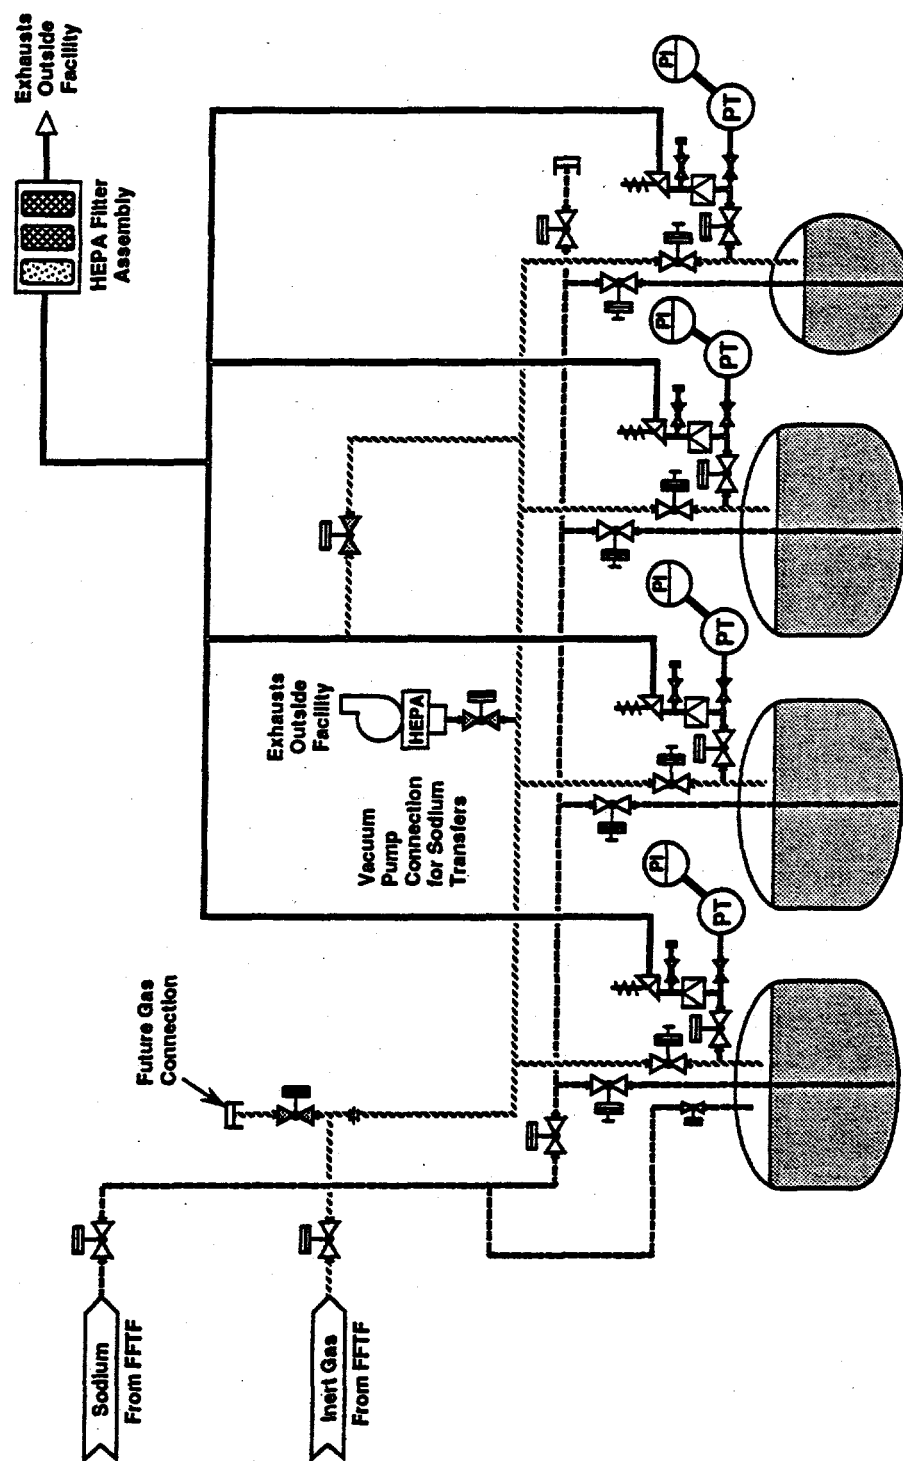 Exhausts
Outside
Facility
HEPA Filter
Assembly
PI
PT
PI
PT
PI
PT
PI
PT
Exhausts
Outside
Facility
HEPA
Vacuum
Pump
Connection
for Sodium
Transfers
Future Gas
Connection
Sodium
From FFTF
Inert Gas
From FFTF